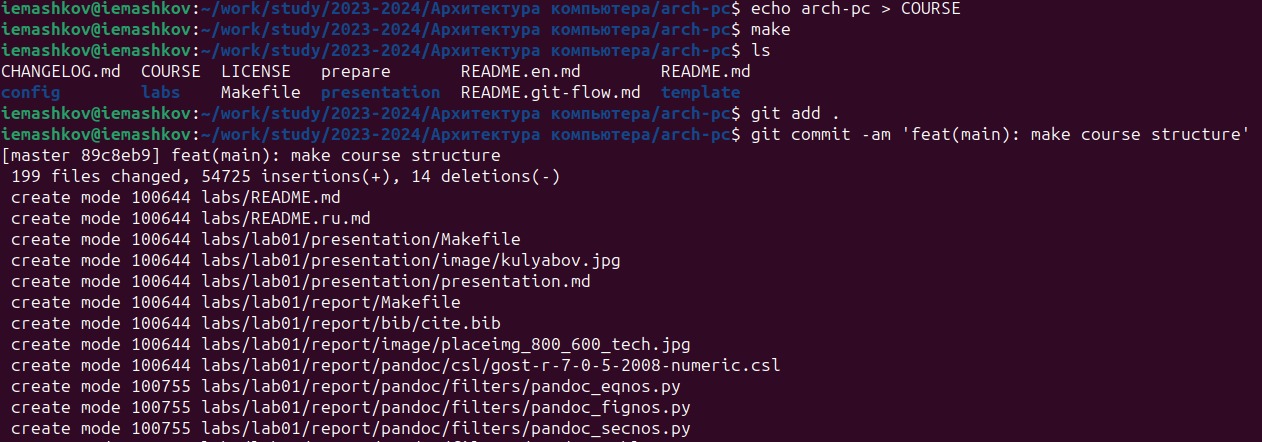 iemashkov@iemashkov:~/work/study/2023-2024/Архитектура компьютера/arch-pc$ echo arch-pc > COURSE
iemashkov@iemashkov:~/work/study/2023-2024/Архитектура компьютера/arch-pc$ make
iemashkov@iemashkov:~/work/study/2023-2024/Архитектура компьютера/arch-pc$ ls
CHANGELOG.md  COURSE  LICENSE   prepare       README.en.md        README.md
config        labs    Makefile  presentation  README.git-flow.md  template
iemashkov@iemashkov:~/work/study/2023-2024/Архитектура компьютера/arch-pc$ git add .
iemashkov@iemashkov:~/work/study/2023-2024/Архитектура компьютера/arch-pc$ git commit -am 'feat(main): make course structure'
[master 89c8eb9] feat(main): make course structure
 199 files changed, 54725 insertions(+), 14 deletions(-)
 create mode 100644 labs/README.md
 create mode 100644 labs/README.ru.md
 create mode 100644 labs/lab01/presentation/Makefile
 create mode 100644 labs/lab01/presentation/image/kulyabov.jpg
 create mode 100644 labs/lab01/presentation/presentation.md
 create mode 100644 labs/lab01/report/Makefile
 create mode 100644 labs/lab01/report/bib/cite.bib
 create mode 100644 labs/lab01/report/image/placeimg_800_600_tech.jpg
 create mode 100644 labs/lab01/report/pandoc/csl/gost-r-7-0-5-2008-numeric.csl
 create mode 100755 labs/lab01/report/pandoc/filters/pandoc_eqnos.py
 create mode 100755 labs/lab01/report/pandoc/filters/pandoc_fignos.py
 create mode 100755 labs/lab01/report/pandoc/filters/pandoc_secnos.py